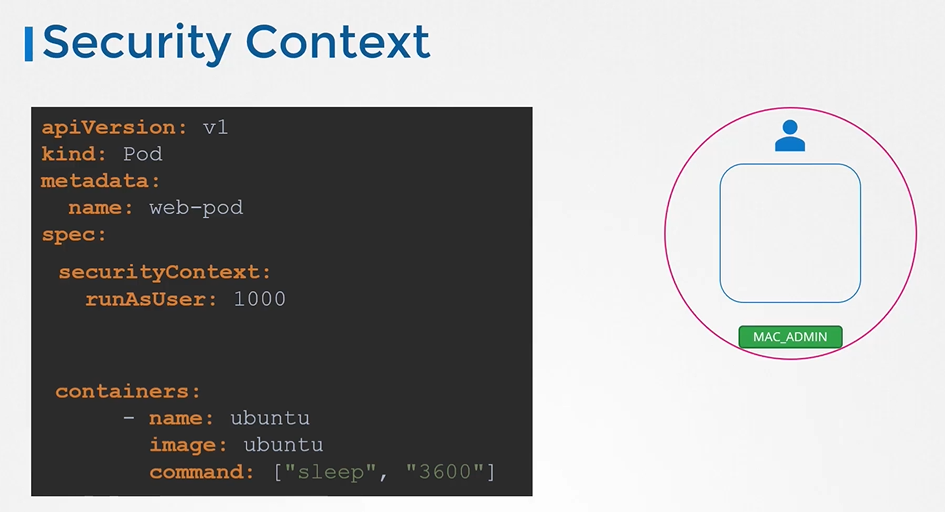 Security Context
apiVersion: v1
kind: Pod
metadata:
  name: web-pod
spec:
  securityContext:
    runAsUser: 1000
  containers:
      - name: ubuntu
        image: ubuntu
        command: ["sleep", "3600"]
MAC_ADMIN